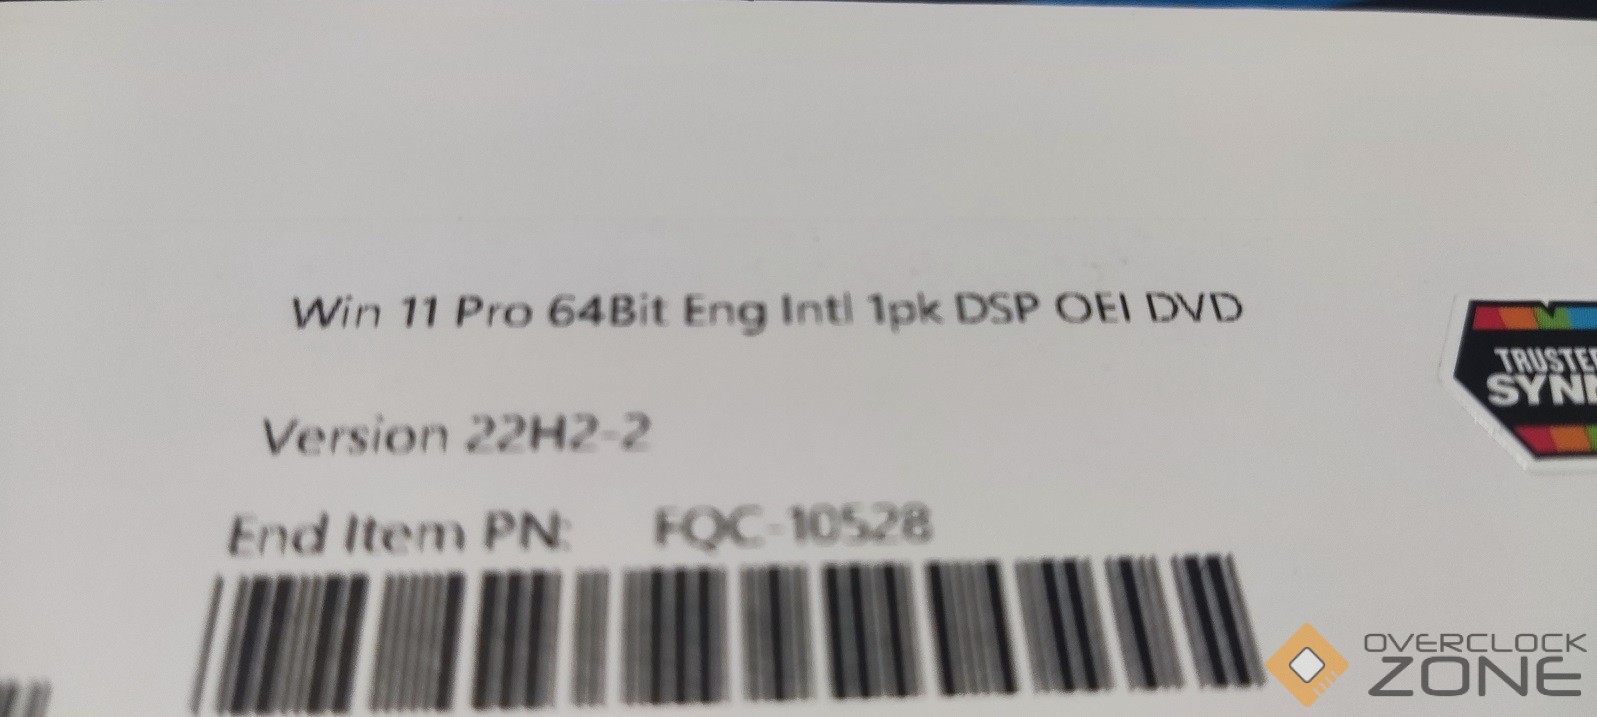 Win 11 Pro 64Bit Eng Intl 1pk DSP OEI DVD
Version 22H2-2
End Item PN: FQC-10528
OVERCLOCK
ZONE